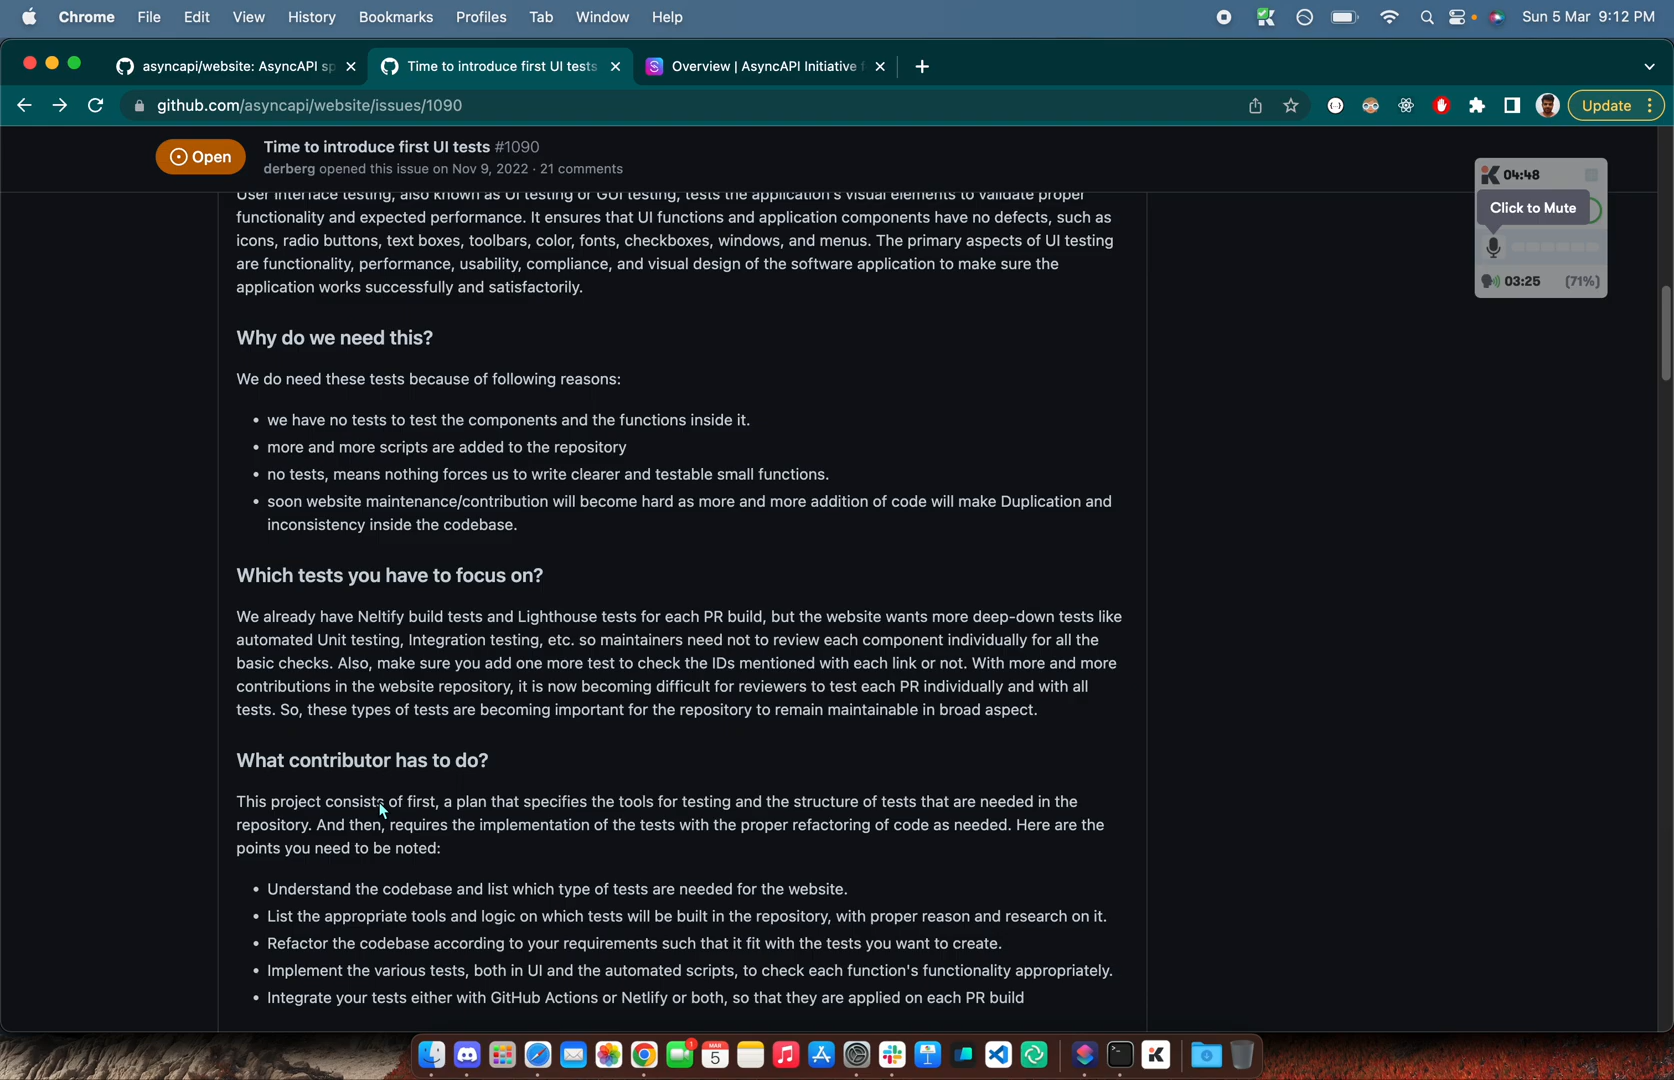 Chrome File Edit View History Bookmarks Profiles Tab Window Help Sun 5 Mar 9:12 PM
asyncapi/website: AsyncAPI sp Time to introduce first UI tests Overview | AsyncAPI Initiative f
github.com/asyncapi/website/issues/1090 Update
Open
Time to introduce first UI tests #1090
derberg opened this issue on Nov 9, 2022 · 21 comments
04:48
Click to Mute
03:25 (71%)
User interface testing, also known as UI testing or GUI testing, tests the application's visual elements to validate proper
functionality and expected performance. It ensures that UI functions and application components have no defects, such as
icons, radio buttons, text boxes, toolbars, color, fonts, checkboxes, windows, and menus. The primary aspects of UI testing
are functionality, performance, usability, compliance, and visual design of the software application to make sure the
application works successfully and satisfactorily.
Why do we need this?
We do need these tests because of following reasons:
• we have no tests to test the components and the functions inside it.
• more and more scripts are added to the repository
• no tests, means nothing forces us to write clearer and testable small functions.
• soon website maintenance/contribution will become hard as more and more addition of code will make Duplication and
inconsistency inside the codebase.
Which tests you have to focus on?
We already have Neltify build tests and Lighthouse tests for each PR build, but the website wants more deep-down tests like
automated Unit testing, Integration testing, etc. so maintainers need not to review each component individually for all the
basic checks. Also, make sure you add one more test to check the IDs mentioned with each link or not. With more and more
contributions in the website repository, it is now becoming difficult for reviewers to test each PR individually and with all
tests. So, these types of tests are becoming important for the repository to remain maintainable in broad aspect.
What contributor has to do?
This project consists of first, a plan that specifies the tools for testing and the structure of tests that are needed in the
repository. And then, requires the implementation of the tests with the proper refactoring of code as needed. Here are the
points you need to be noted:
• Understand the codebase and list which type of tests are needed for the website.
• List the appropriate tools and logic on which tests will be built in the repository, with proper reason and research on it.
• Refactor the codebase according to your requirements such that it fit with the tests you want to create.
• Implement the various tests, both in UI and the automated scripts, to check each function's functionality appropriately.
• Integrate your tests either with GitHub Actions or Netlify or both, so that they are applied on each PR build
MAR
5
1